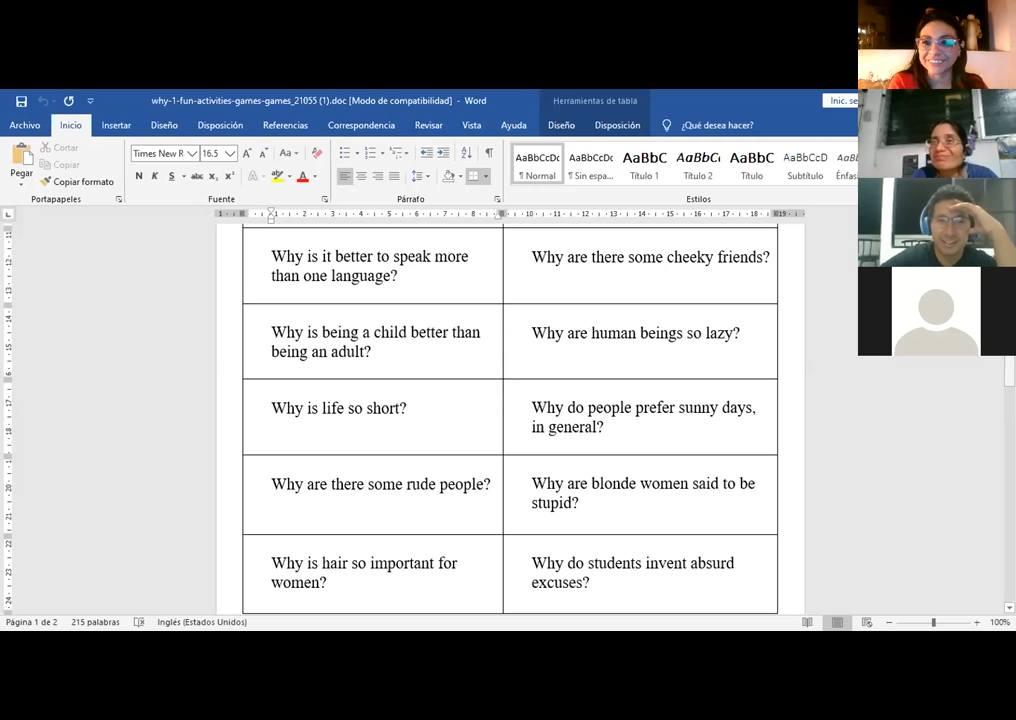 why-1-fun-activities-games-games_21055 (1).doc [Modo de compatibilidad] - Word
Herramientas de tabla
Inic. se
Archivo Inicio Insertar Diseño Disposición Referencias Correspondencia Revisar Vista Ayuda Diseño Disposición ¿Qué desea hacer?
Pegar
Cortar
Copiar
Copiar formato
Portapapeles
Times New R 16.5
N K S abc x₂ x²
Fuente
Párrafo
AaBbCcDc
¶ Normal
AaBbCcDc
¶ Sin espa...
AaBbC
Título 1
AaBbCc
Título 2
AaBbC
Título
AaBbCcD
Subtítulo
AaBb
Énfas
Estilos
Why is it better to speak more
than one language?
Why are there some cheeky friends?
Why is being a child better than
being an adult?
Why are human beings so lazy?
Why is life so short?
Why do people prefer sunny days,
in general?
Why are there some rude people?
Why are blonde women said to be
stupid?
Why is hair so important for
women?
Why do students invent absurd
excuses?
Página 1 de 2 215 palabras Inglés (Estados Unidos) 100%